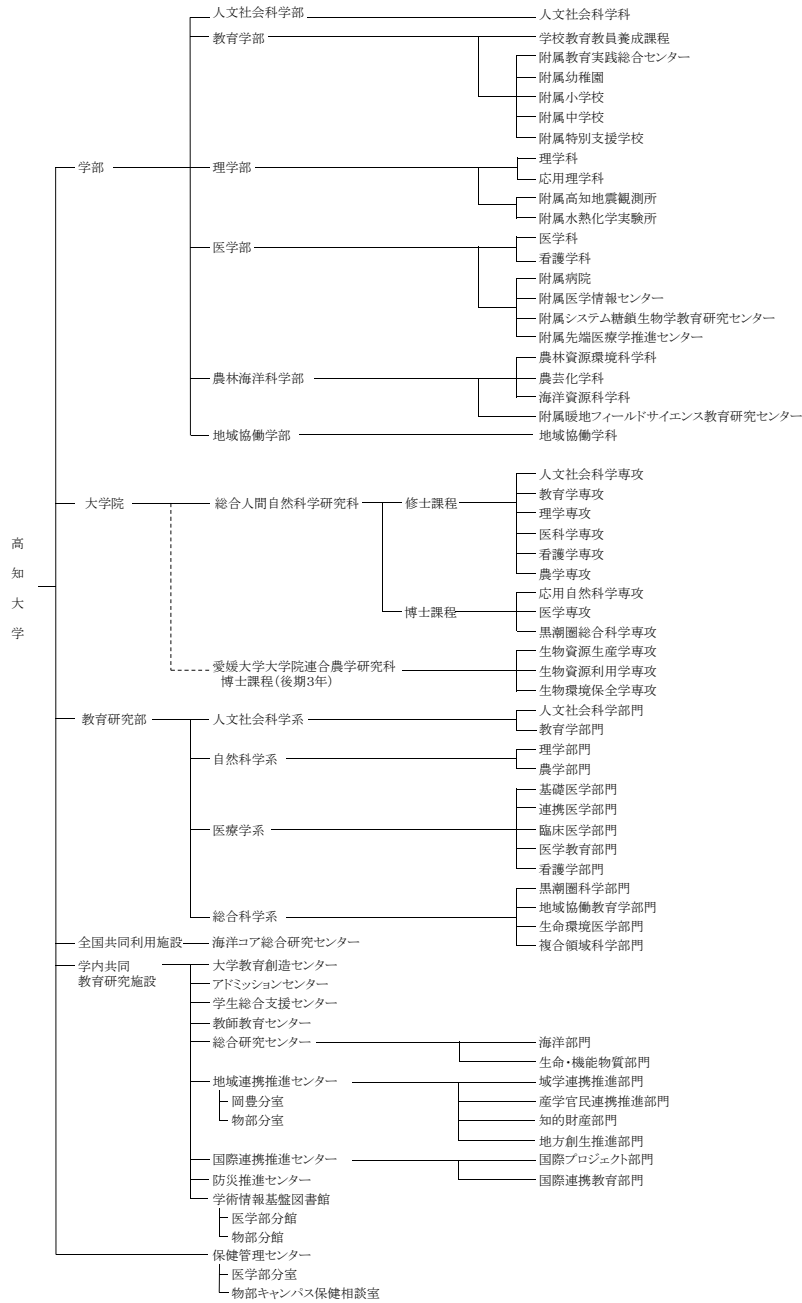 高知大学
学部
人文社会科学部
人文社会科学科
教育学部
学校教育教員養成課程
附属教育実践総合センター
附属幼稚園
附属小学校
附属中学校
附属特別支援学校
理学部
理学科
応用理学科
附属高知地震観測所
附属水熱化学実験所
医学部
医学科
看護学科
附属病院
附属医学情報センター
附属システム糖鎖生物学教育研究センター
附属先端医療学推進センター
農林海洋科学部
農林資源環境科学科
農芸化学科
海洋資源科学科
附属暖地フィールドサイエンス教育研究センター
地域協働学部
地域協働学科
大学院
総合人間自然科学研究科
修士課程
人文社会科学専攻
教育学専攻
理学専攻
医科学専攻
看護学専攻
農学専攻
博士課程
応用自然科学専攻
医学専攻
黒潮圏総合科学専攻
愛媛大学大学院連合農学研究科
博士課程（後期3年）
生物資源生産学専攻
生物資源利用学専攻
生物環境保全学専攻
教育研究部
人文社会科学系
人文社会科学部門
教育学部門
自然科学系
理学部門
農学部門
医療学系
基礎医学部門
連携医学部門
臨床医学部門
医学教育部門
看護学部門
総合科学系
黒潮圏科学部門
地域協働教育学部門
生命環境医学部門
複合領域科学部門
全国共同利用施設
海洋コア総合研究センター
学内共同
教育研究施設
大学教育創造センター
アドミッションセンター
学生総合支援センター
教師教育センター
総合研究センター
海洋部門
生命・機能物質部門
地域連携推進センター
岡豊分室
物部分室
域学連携推進部門
産学官民連携推進部門
知的財産部門
地方創生推進部門
国際連携推進センター
国際プロジェクト部門
国際連携教育部門
防災推進センター
学術情報基盤図書館
医学部分館
物部分館
保健管理センター
医学部分室
物部キャンパス保健相談室